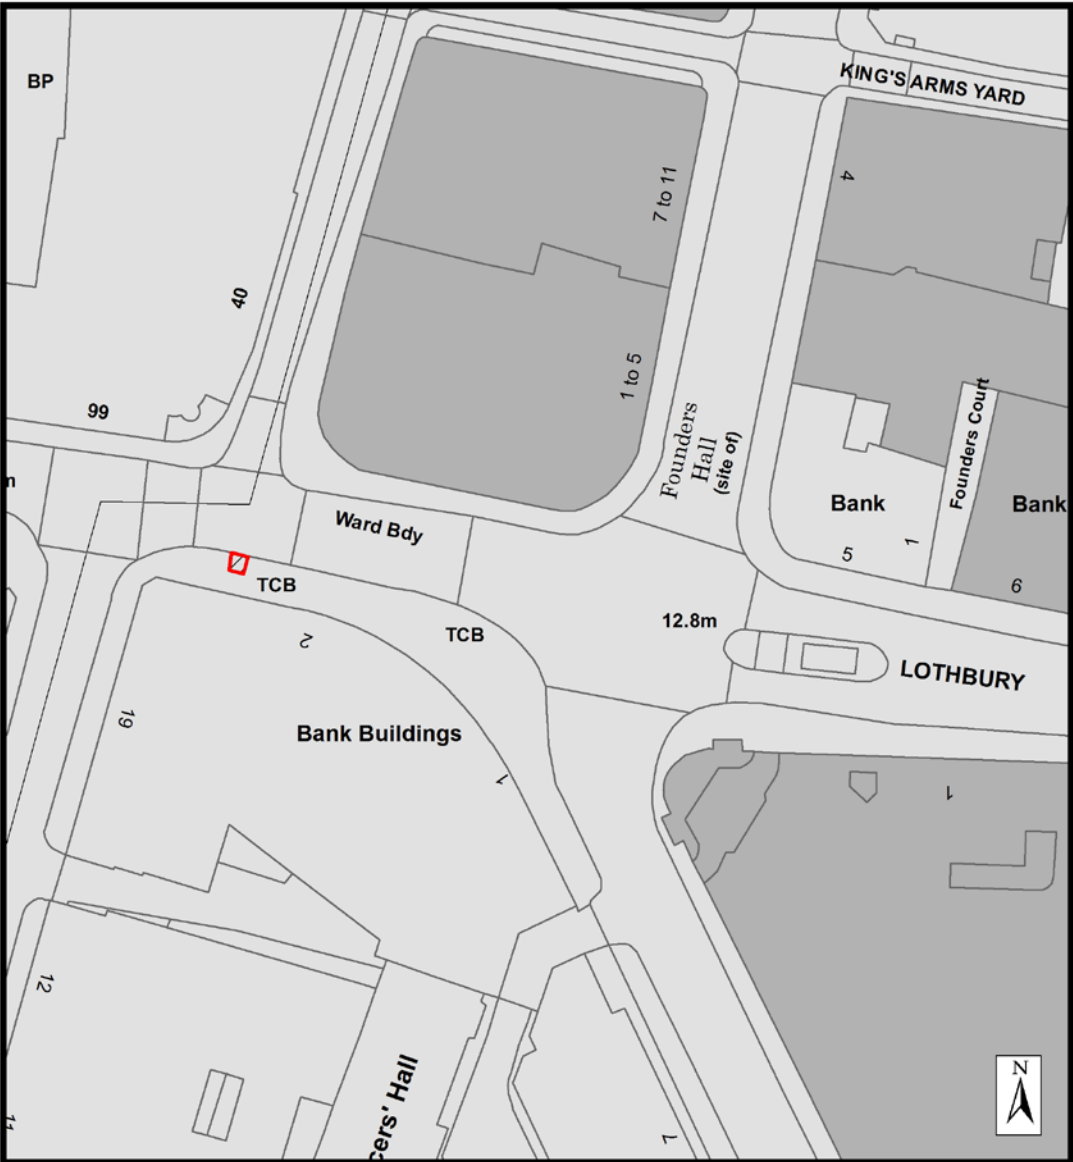 BP
KING'S ARMS YARD
7 to 11
4
40
1 to 5
99
Founders
Hall
(site of)
Founders Court
Bank
Bank
Ward Bdy
5
1
6
TCB
2
TCB
12.8m
LOTHBURY
19
Bank Buildings
1
1
12
cers' Hall
N